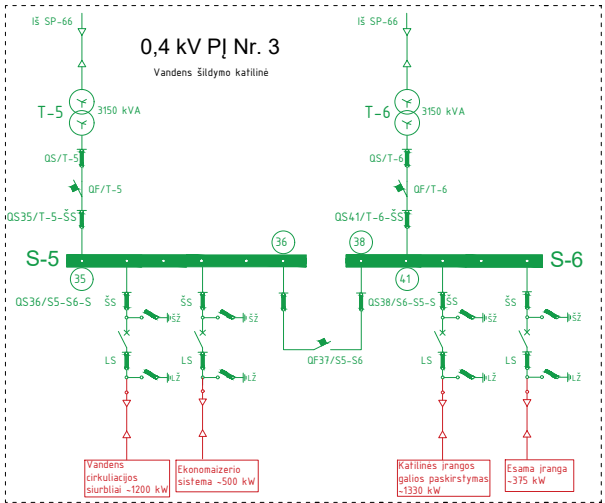 Iš SP-66
Iš SP-66
0,4 kV PĮ Nr. 3
Vandens šildymo katilinė
T-5
3150 kVA
T-6
3150 kVA
QS/T-5
QS/T-6
QF/T-5
QF/T-6
QS35/T-5-ŠS
QS41/T-6-ŠS
36
38
S-5
S-6
35
41
QS36/S5-S6-S
ŠS
ŠS
QS38/S6-S5-S
ŠS
ŠS
ŠŽ
ŠŽ
ŠŽ
ŠŽ
QF37/S5-S6
LS
LS
LS
LS
LŽ
LŽ
LŽ
LŽ
Vandens
cirkuliacijos
siurbliai ~1200 kW
Ekonomaizerio
sistema ~500 kW
Katilinės įrangos
galios paskirstymas
~1330 kW
Esama įranga
~375 kW